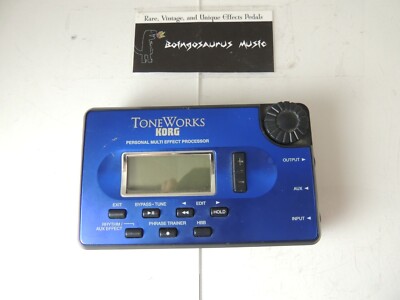 Rare, Vintage, and Unique Effects Pedals
Boingosaurus Music
TONEWORKS
KORG
PERSONAL MULTI EFFECT PROCESSOR
OUTPUT
AUX
INPUT
EXIT
BYPASS • TUNE
EDIT
HOLD
RHYTHM/
AUX EFFECT
PHRASE TRAINER
HBB